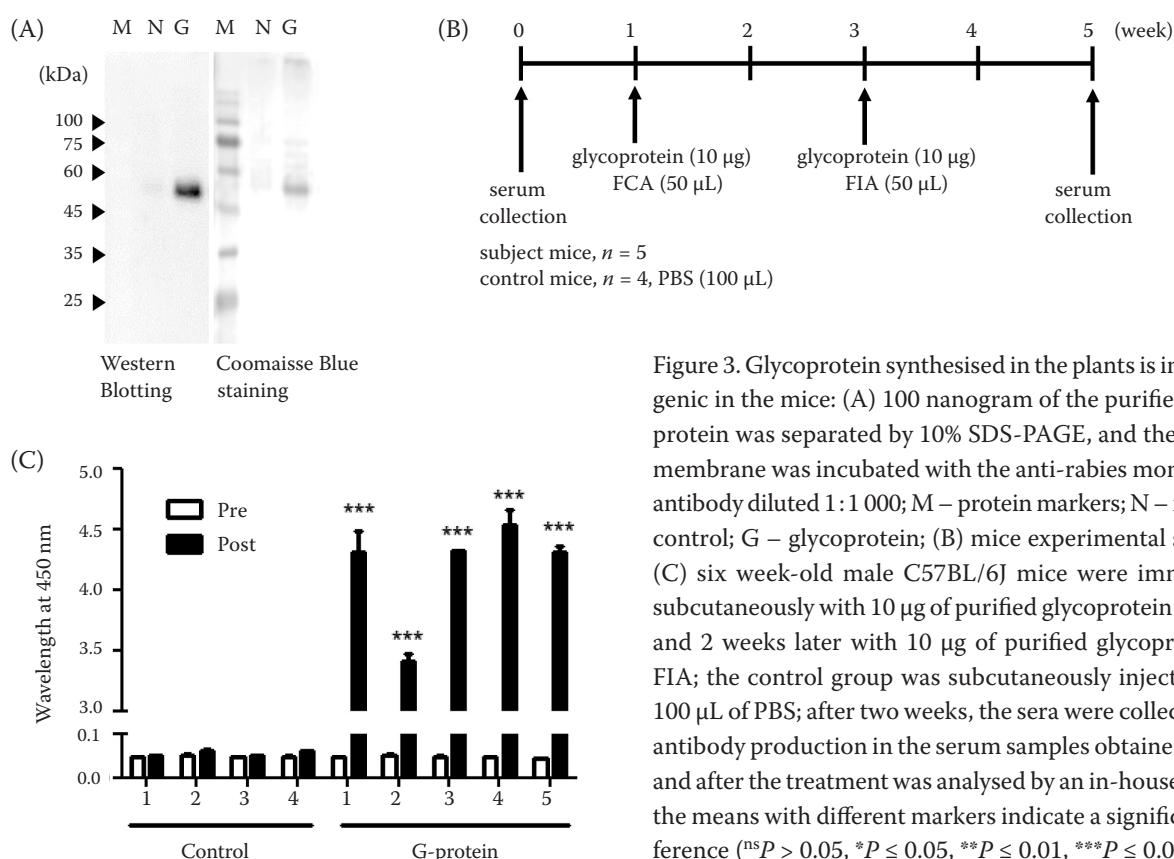 (A)
M N G M N G
(kDa)
100
75
60
45
35
25
Western
Blotting
Coomaisse Blue
staining
(B)
0 1 2 3 4 5 (week)
glycoprotein (10 µg)
FCA (50 µL)
glycoprotein (10 µg)
FIA (50 µL)
serum
collection
serum
collection
subject mice, n = 5
control mice, n = 4, PBS (100 µL)
(C)
Wavelength at 450 nm
5.0
4.5
4.0
3.5
3.0
0.1
0.0
Pre
Post
*** *** *** *** ***
1 2 3 4 1 2 3 4 5
Control G-protein
Figure 3. Glycoprotein synthesised in the plants is in
genic in the mice: (A) 100 nanogram of the purifie
protein was separated by 10% SDS-PAGE, and the
membrane was incubated with the anti-rabies mon
antibody diluted 1:1 000; M – protein markers; N –
control; G – glycoprotein; (B) mice experimental
(C) six week-old male C57BL/6J mice were imm
subcutaneously with 10 µg of purified glycoprotein
and 2 weeks later with 10 µg of purified glycopr
FIA; the control group was subcutaneously inject
100 µL of PBS; after two weeks, the sera were collec
antibody production in the serum samples obtaine
and after the treatment was analysed by an in-house
the means with different markers indicate a signific
ference (ⁿˢP > 0.05, *P ≤ 0.05, **P ≤ 0.01, ***P ≤ 0.0